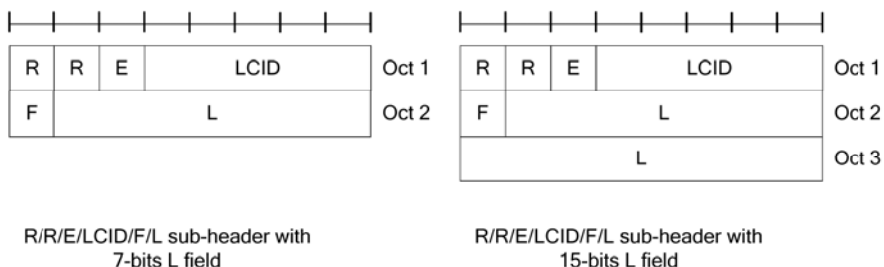 R R E LCID Oct 1
F L Oct 2
R/R/E/LCID/F/L sub-header with
7-bits L field
R R E LCID Oct 1
F L Oct 2
L Oct 3
R/R/E/LCID/F/L sub-header with
15-bits L field